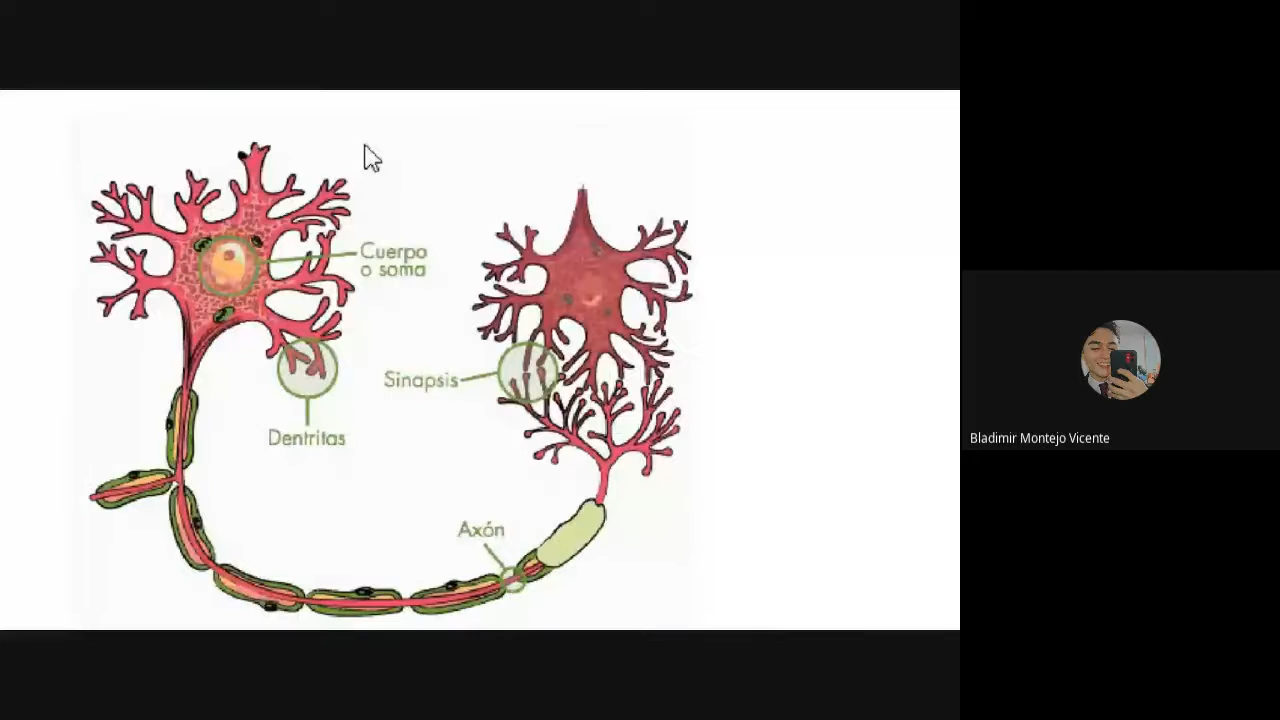 Cuerpo
o soma
Sinapsis
Dentritas
Axón
Bladimir Montejo Vicente